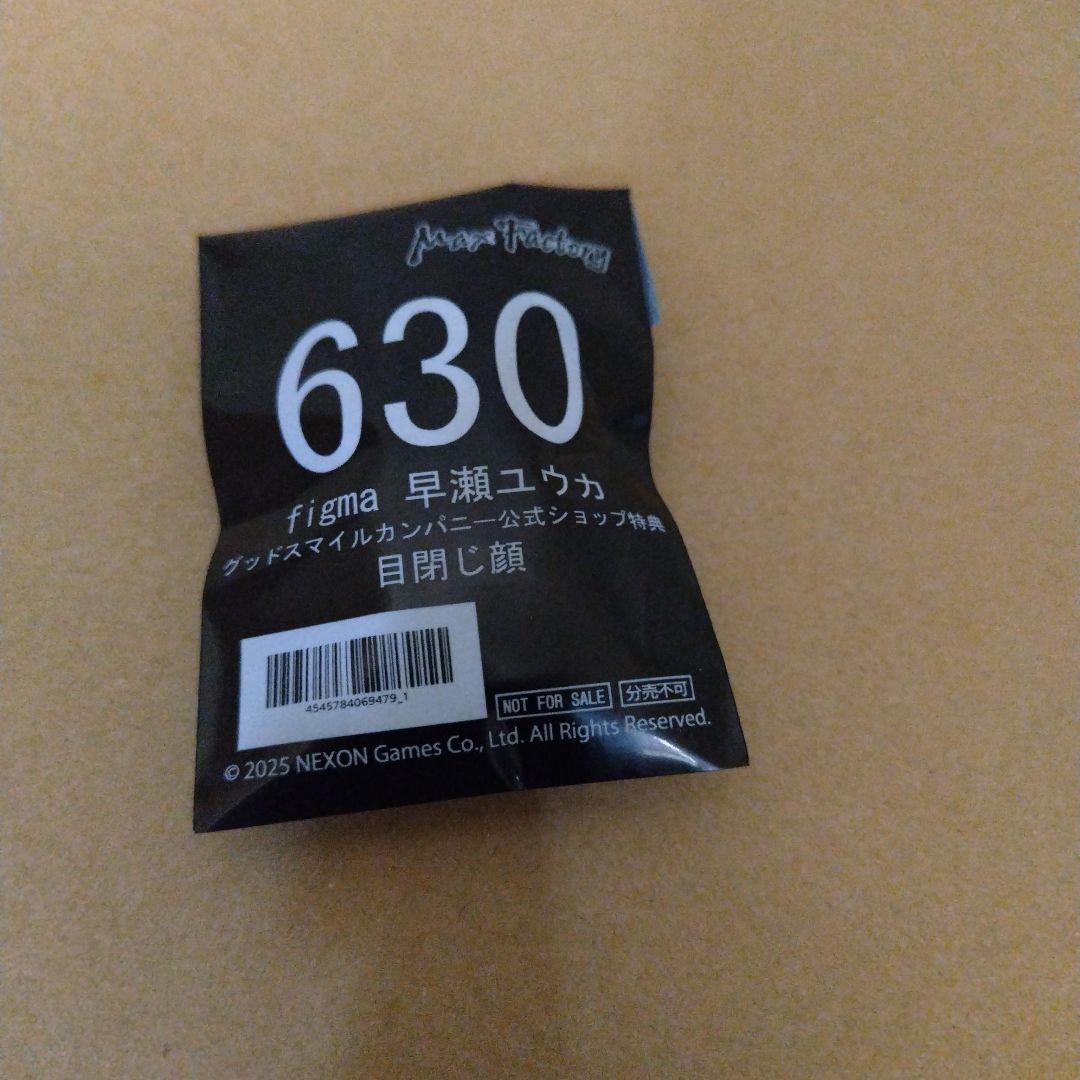 Max Factory
630
figma 早瀬ユウカ
グッドスマイルカンパニー公式ショップ特典
目閉じ顔
4545784069479_1
NOT FOR SALE 分売不可
© 2025 NEXON Games Co., Ltd. All Rights Reserved.